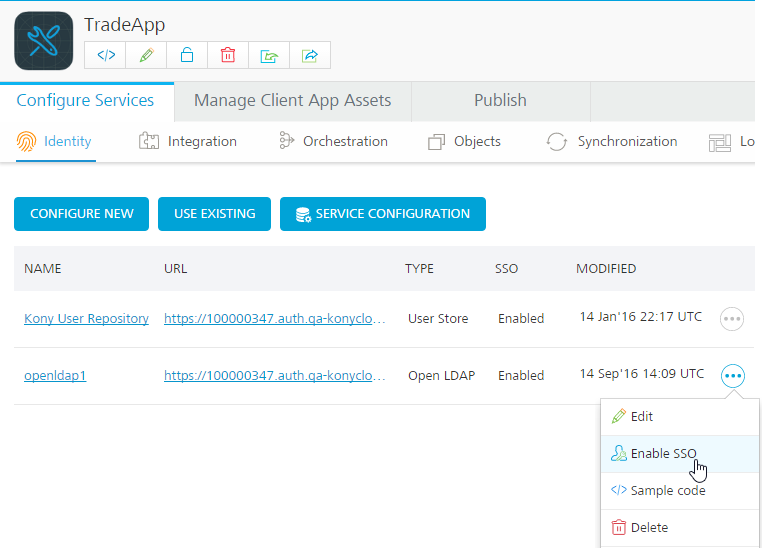 TradeApp
</>
Configure Services Manage Client App Assets Publish
Identity Integration Orchestration Objects Synchronization Lo
CONFIGURE NEW USE EXISTING SERVICE CONFIGURATION
NAME URL TYPE SSO MODIFIED
Kony User Repository https://100000347.auth.qa-konyclo... User Store Enabled 14 Jan'16 22:17 UTC
openldap1 https://100000347.auth.qa-konyclo... Open LDAP Enabled 14 Sep'16 14:09 UTC
Edit
Enable SSO
</> Sample code
Delete